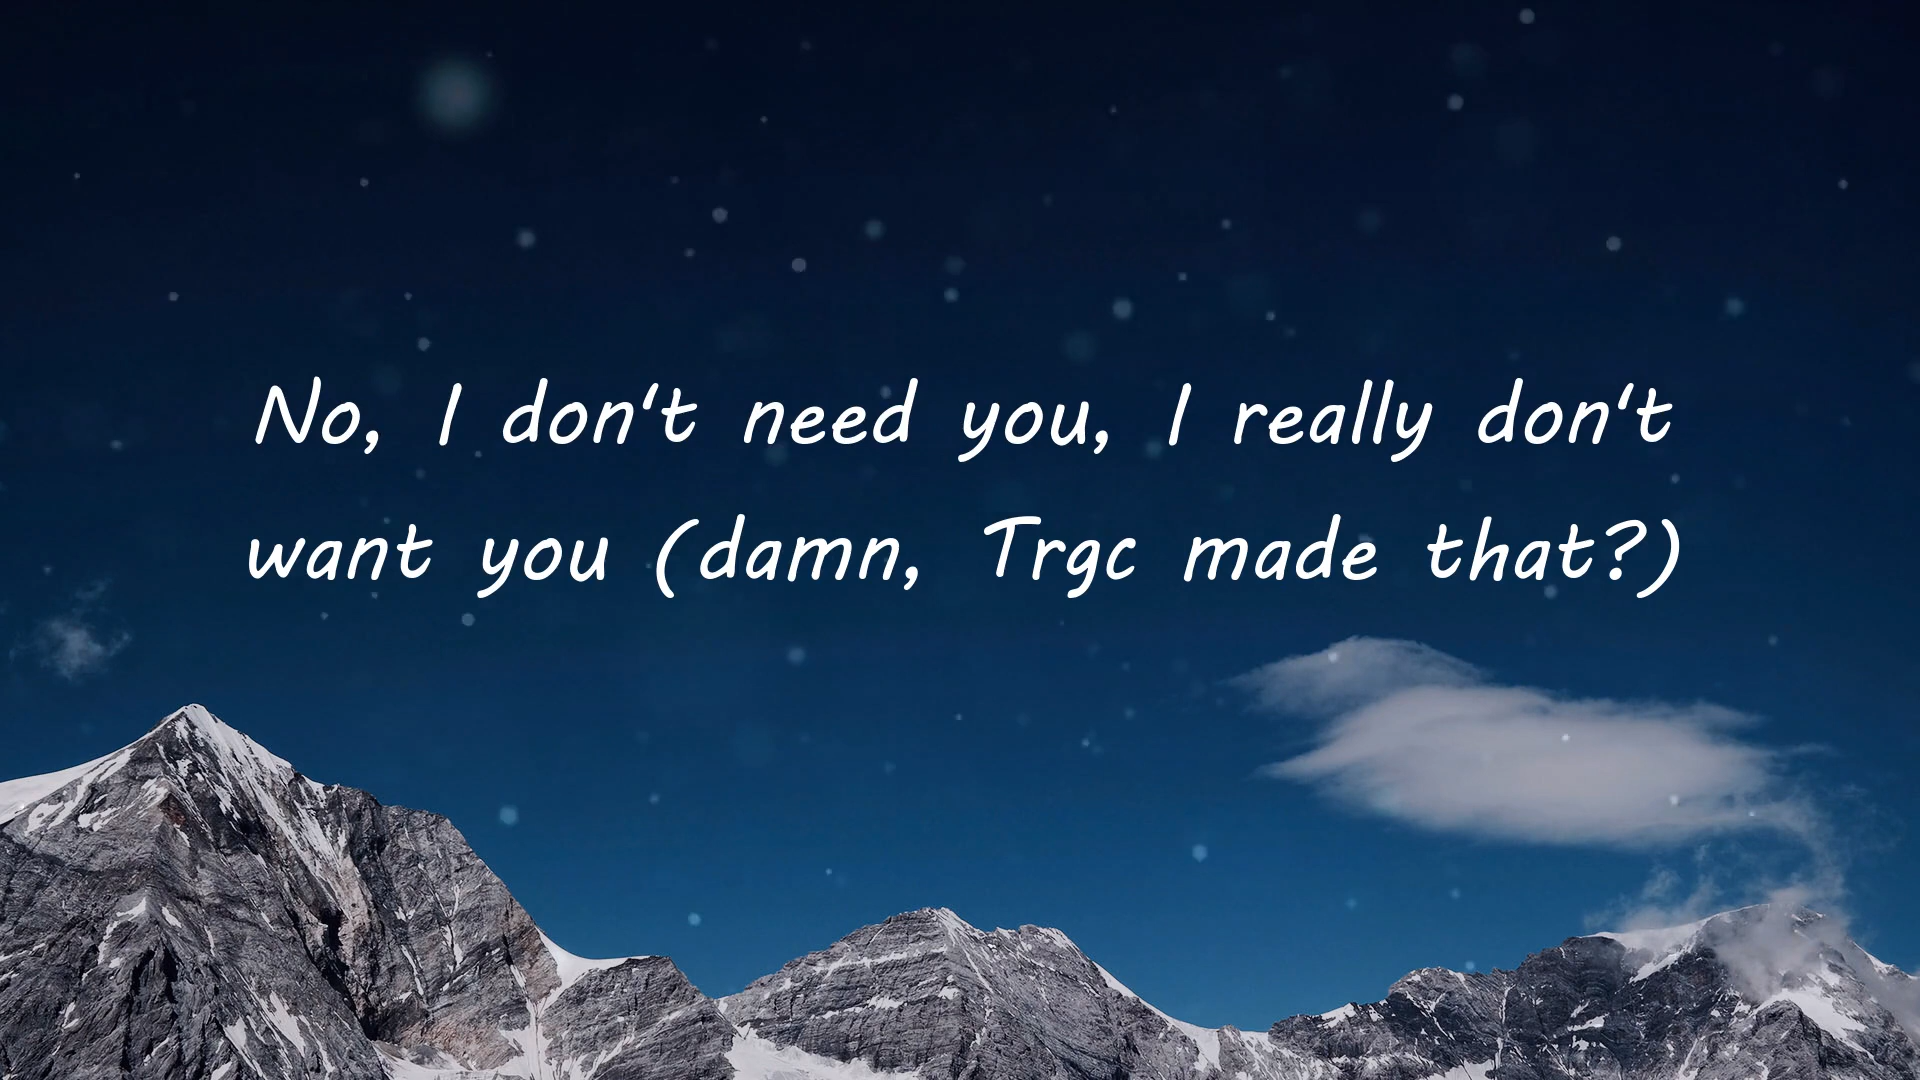 No, I don't need you, I really don't
want you (damn, Trgc made that?)